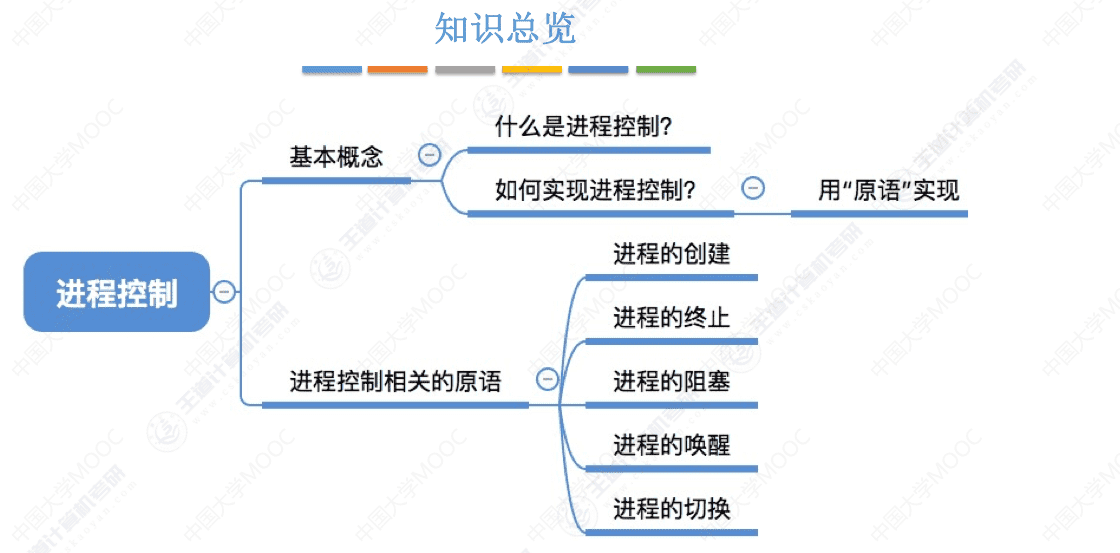 知识总览
什么是进程控制？
基本概念
如何实现进程控制？
用“原语”实现
进程控制
进程控制相关的原语
进程的创建
进程的终止
进程的阻塞
进程的唤醒
进程的切换
中国大学MOOC
王道计算机考研